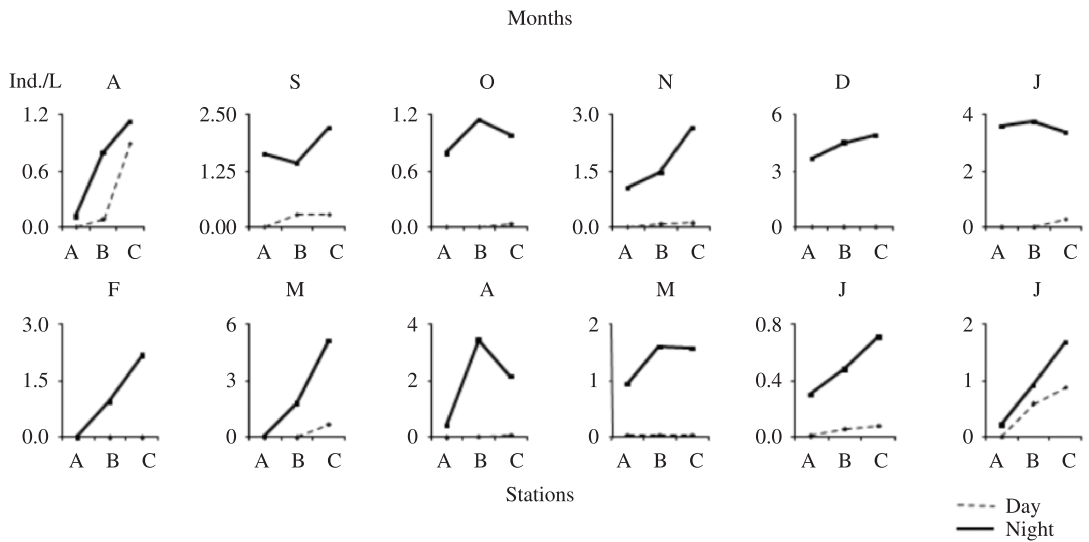 Months
Ind./L A S O N D J
1.2 2.50 1.2 3.0 6 4
0.6 1.25 0.6 1.5 3 2
0.0 0.00 0.0 0.0 0 0
A B C A B C A B C A B C A B C A B C
F M A M J J
3.0 6 4 2 0.8 2
1.5 3 2 1 0.4 1
0.0 0 0 0 0.0 0
A B C A B C A B C A B C A B C A B C
Stations
Day
Night